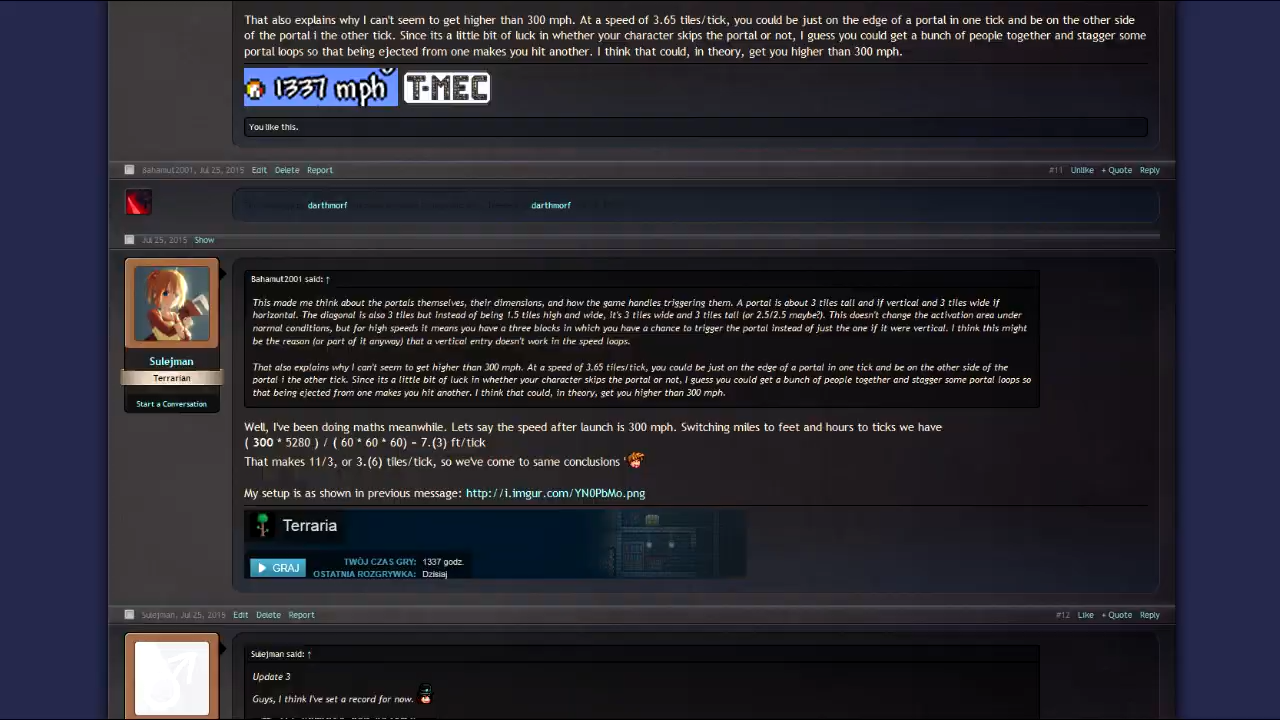 That also explains why I can't seem to get higher than 300 mph. At a speed of 3.65 tiles/tick, you could be just on the edge of a portal in one tick and be on the other side
of the portal i the other tick. Since its a little bit of luck in whether your character skips the portal or not, I guess you could get a bunch of people together and stagger some
portal loops so that being ejected from one makes you hit another. I think that could, in theory, get you higher than 300 mph.
1337 mph T-MEC
You like this.
Bahamut2001, Jul 25, 2015 Edit Delete Report #11 Unlike + Quote Reply
darthmorf darthmorf
Jul 25, 2015 Show
Bahamut2001 said: ↑
This made me think about the portals themselves, their dimensions, and how the game handles triggering them. A portal is about 3 tiles tall and if vertical and 3 tiles wide if
horizontal. The diagonal is also 3 tiles but instead of being 1.5 tiles high and wide, it's 3 tiles wide and 3 tiles tall (or 2.5/2.5 maybe?). This doesn't change the activation area under
normal conditions, but for high speeds it means you have a three blocks in which you have a chance to trigger the portal instead of just the one if it were vertical. I think this might
be the reason (or part of it anyway) that a vertical entry doesn't work in the speed loops.
That also explains why I can't seem to get higher than 300 mph. At a speed of 3.65 tiles/tick, you could be just on the edge of a portal in one tick and be on the other side of the
portal i the other tick. Since its a little bit of luck in whether your character skips the portal or not, I guess you could get a bunch of people together and stagger some portal loops so
that being ejected from one makes you hit another. I think that could, in theory, get you higher than 300 mph.
Sulejman
Terrarian
Start a Conversation
Well, I've been doing maths meanwhile. Lets say the speed after launch is 300 mph. Switching miles to feet and hours to ticks we have
( 300 * 5280 ) / ( 60 * 60 * 60) = 7.(3) ft/tick
That makes 11/3, or 3.(6) tiles/tick, so we've come to same conclusions
My setup is as shown in previous message: http://i.imgur.com/YN0PbMo.png
Terraria
GRAJ
TWÓJ CZAS GRY: 1337 godz.
OSTATNIA ROZGRYWKA: Dzisiaj
Sulejman, Jul 25, 2015 Edit Delete Report #12 Like + Quote Reply
Sulejman said: ↑
Update 3
Guys, I think I've set a record for now.